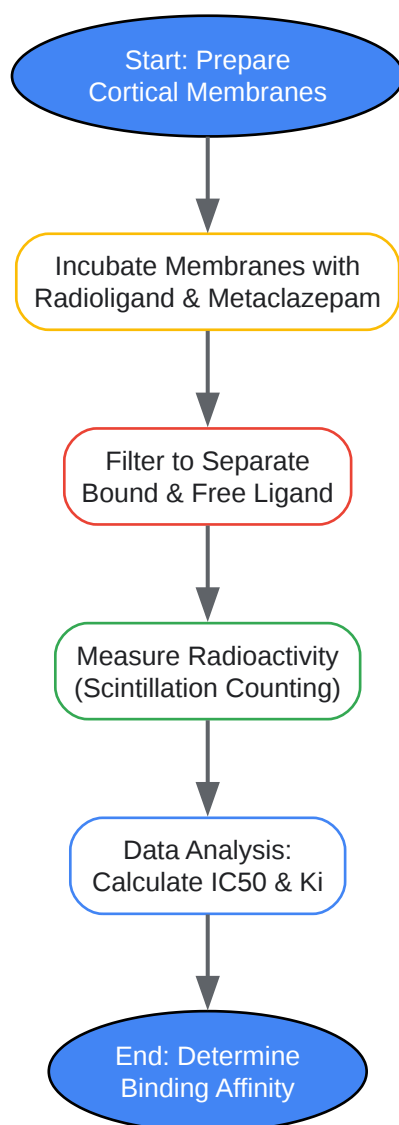 Start: Prepare
Cortical Membranes
Incubate Membranes with
Radioligand & Metaclazepam
Filter to Separate
Bound & Free Ligand
Measure Radioactivity
(Scintillation Counting)
Data Analysis:
Calculate IC50 & Ki
End: Determine
Binding Affinity